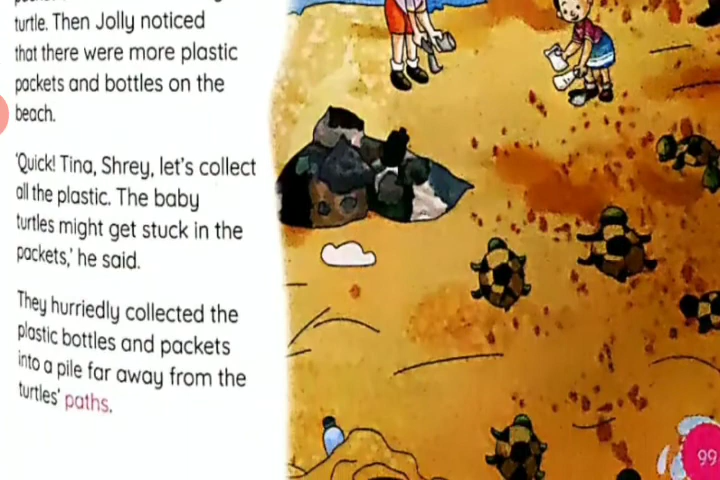 turtle. Then Jolly noticed
that there were more plastic
packets and bottles on the
beach.
'Quick! Tina, Shrey, let's collect
all the plastic. The baby
turtles might get stuck in the
packets,' he said.
They hurriedly collected the
plastic bottles and packets
into a pile far away from the
turtles' paths.
99